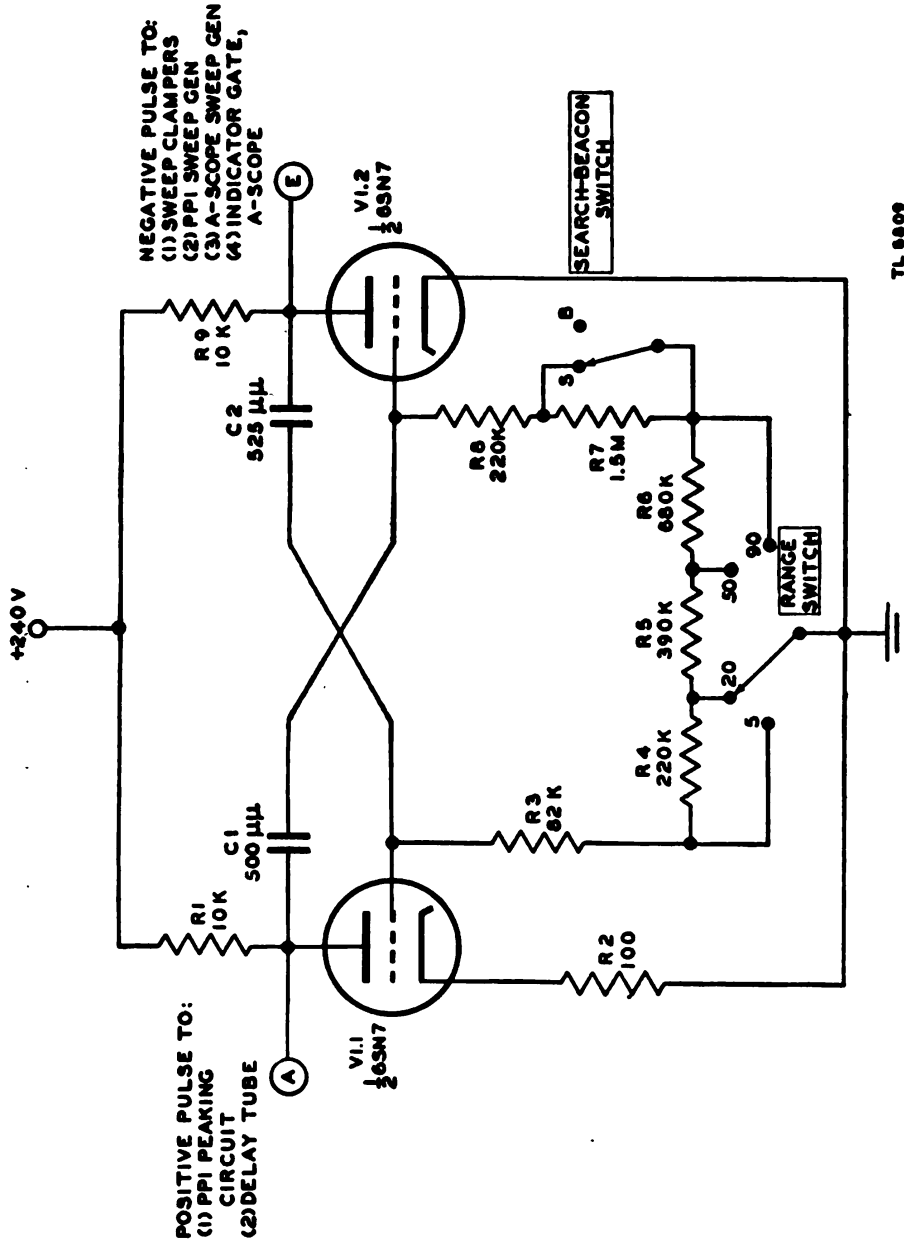 +240V
POSITIVE PULSE TO:
(1) PPI PEAKING
CIRCUIT
(2) DELAY TUBE
NEGATIVE PULSE TO:
(1) SWEEP CLAMPERS
(2) PPI SWEEP GEN
(3) A-SCOPE SWEEP GEN
(4) INDICATOR GATE,
A-SCOPE
R1
10K
R9
10K
A
C1
500 μμ
C2
525 μμ
E
V1.1
½6SN7
V1.2
½6SN7
R3
82K
R8
220K
S
B
SEARCH-BEACON
SWITCH
R7
1.5M
R2
100
R4
220K
R5
390K
R6
680K
5
20
50
90
RANGE
SWITCH
TL 8809